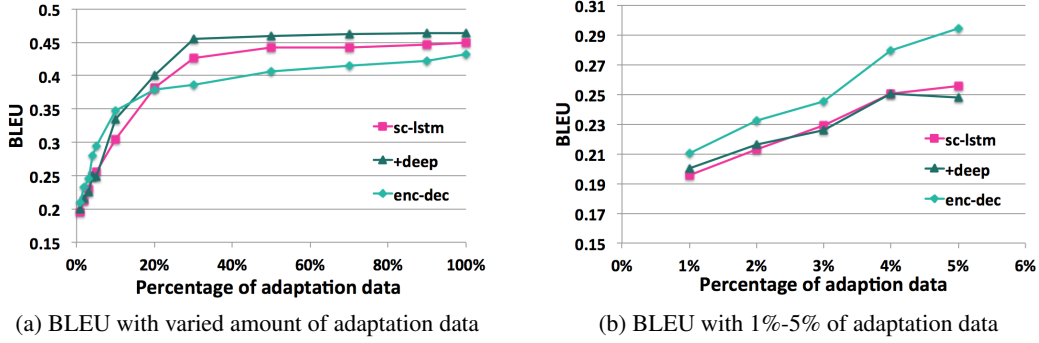 0.5
0.45
0.4
0.35
0.3
0.25
0.2
0.15
BLEU
sc-lstm
+deep
enc-dec
0% 20% 40% 60% 80% 100%
Percentage of adaptation data
(a) BLEU with varied amount of adaptation data
0.31
0.29
0.27
0.25
0.23
0.21
0.19
0.17
0.15
BLEU
sc-lstm
+deep
enc-dec
0% 1% 2% 3% 4% 5% 6%
Percentage of adaption data
(b) BLEU with 1%-5% of adaptation data